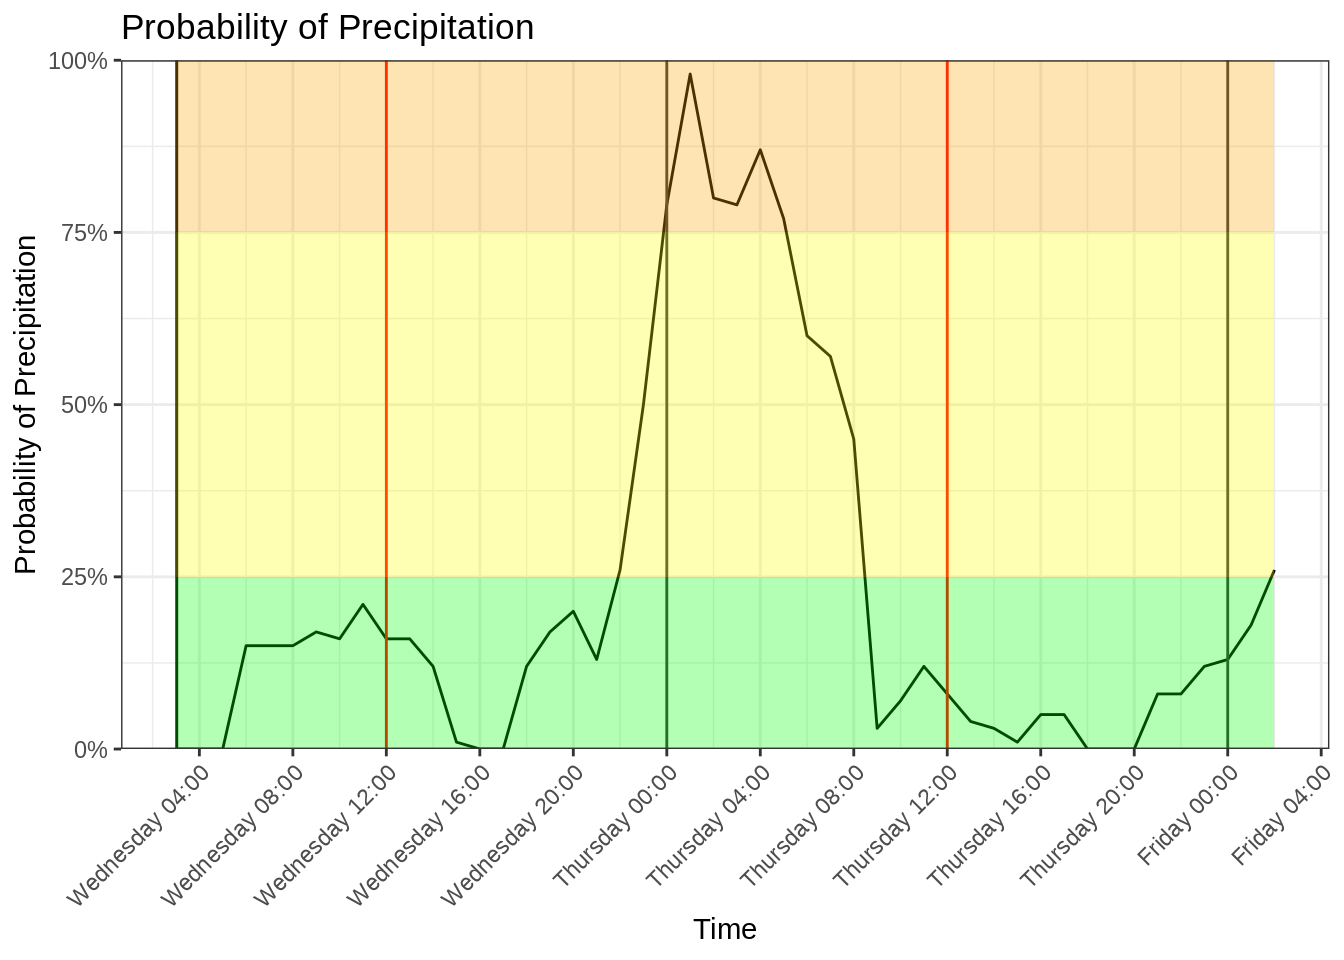 Probability of Precipitation
Probability of Precipitation
100%
75%
50%
25%
0%
Wednesday 04:00
Wednesday 08:00
Wednesday 12:00
Wednesday 16:00
Wednesday 20:00
Thursday 00:00
Thursday 04:00
Thursday 08:00
Thursday 12:00
Thursday 16:00
Thursday 20:00
Friday 00:00
Friday 04:00
Time